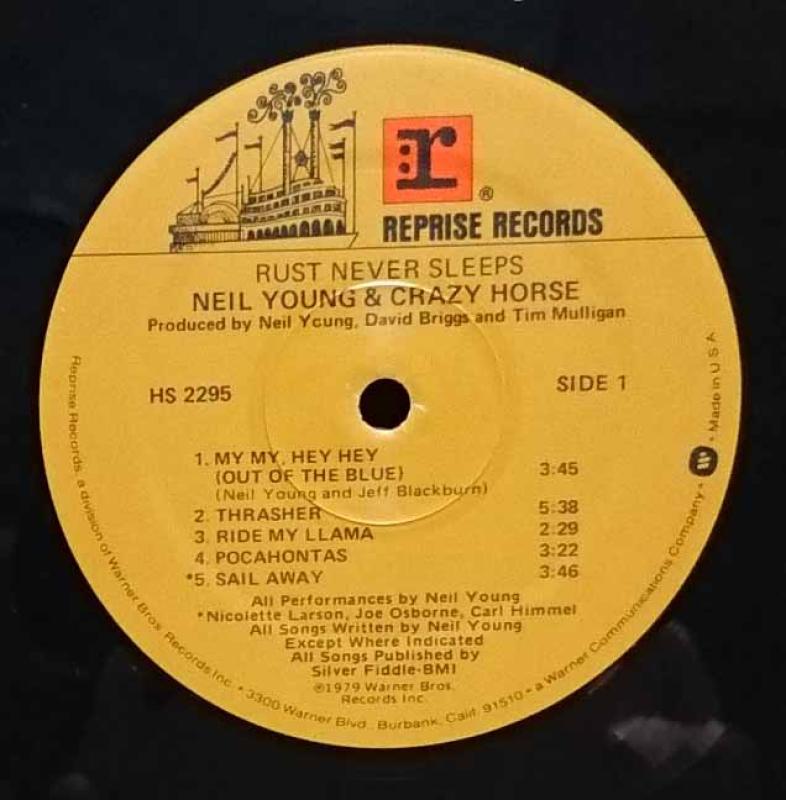 r
®
REPRISE RECORDS
RUST NEVER SLEEPS
NEIL YOUNG & CRAZY HORSE
Produced by Neil Young, David Briggs and Tim Mulligan
HS 2295
SIDE 1
1. MY MY, HEY HEY
(OUT OF THE BLUE) 3:45
(Neil Young and Jeff Blackburn)
2. THRASHER 5:38
3. RIDE MY LLAMA 2:29
4. POCAHONTAS 3:22
*5. SAIL AWAY 3:46
All Performances by Neil Young
*Nicolette Larson, Joe Osborne, Carl Himmel
All Songs Written by Neil Young
Except Where Indicated
All Songs Published by
Silver Fiddle-BMI
℗1979 Warner Bros.
Records Inc.
Reprise Records, a division of Warner Bros. Records Inc. • 3300 Warner Blvd., Burbank, Calif. 91510 • a Warner Communications Company • W • Made in U S A